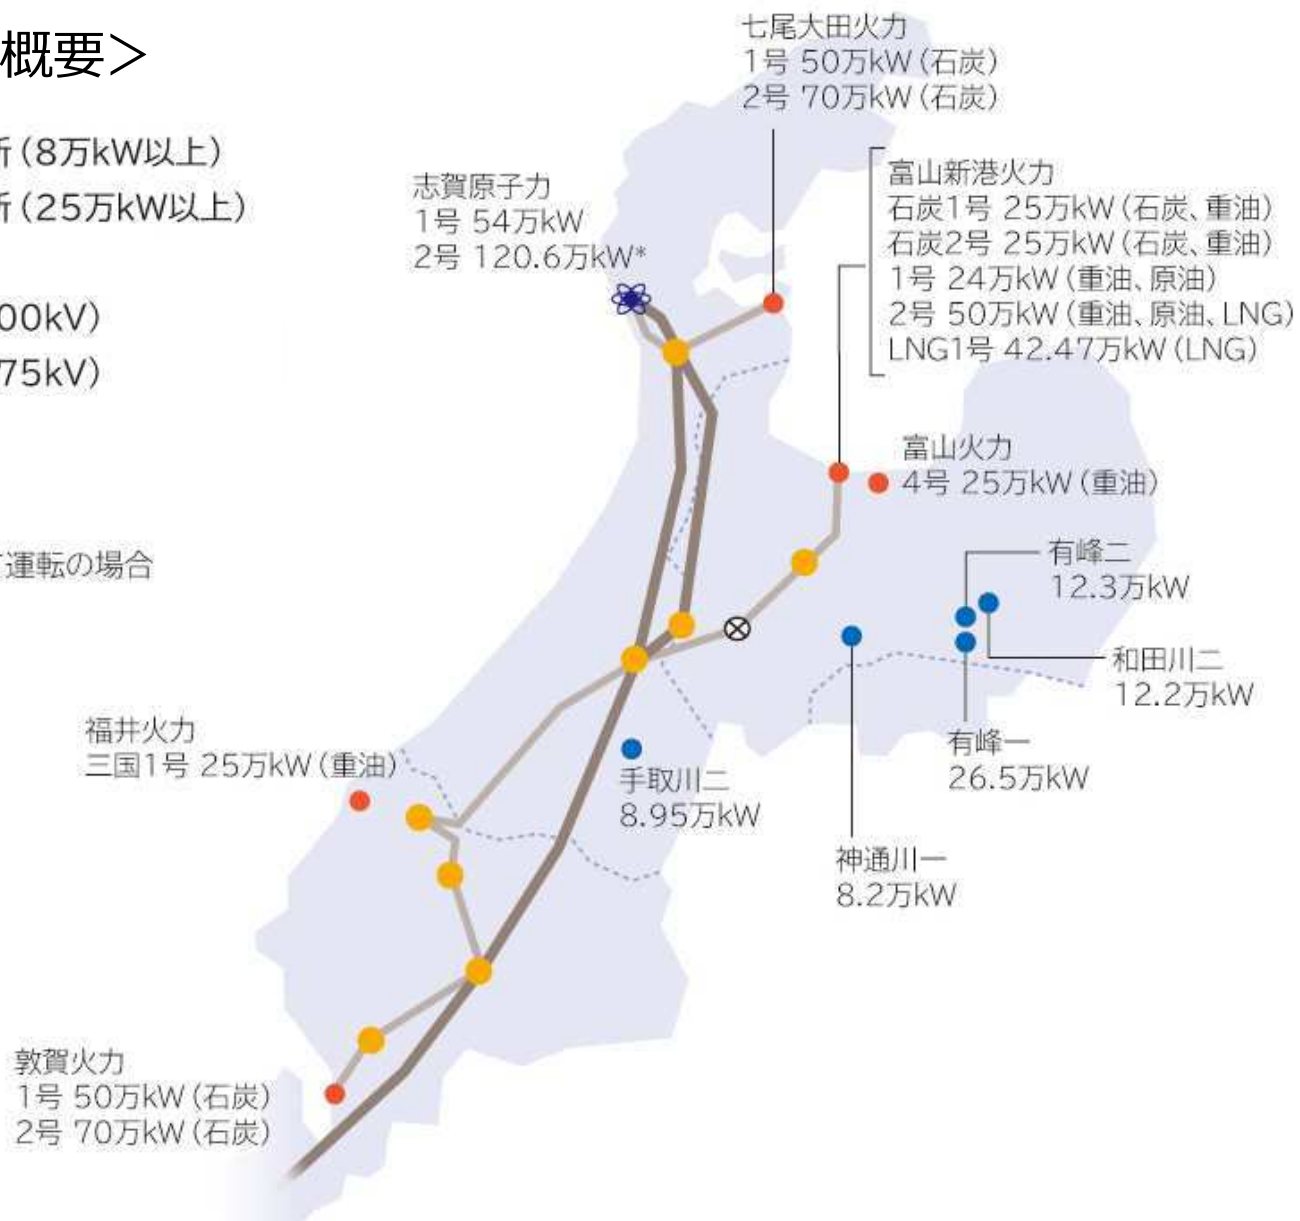 概要＞
所（8万kW以上）
所（25万kW以上）
00kV）
75kV）
運転の場合
七尾大田火力
1号 50万kW（石炭）
2号 70万kW（石炭）
志賀原子力
1号 54万kW
2号 120.6万kW*
富山新港火力
石炭1号 25万kW（石炭、重油）
石炭2号 25万kW（石炭、重油）
1号 24万kW（重油、原油）
2号 50万kW（重油、原油、LNG）
LNG1号 42.47万kW（LNG）
富山火力
4号 25万kW（重油）
有峰二
12.3万kW
和田川二
12.2万kW
有峰一
26.5万kW
神通川一
8.2万kW
手取川二
8.95万kW
福井火力
三国1号 25万kW（重油）
敦賀火力
1号 50万kW（石炭）
2号 70万kW（石炭）